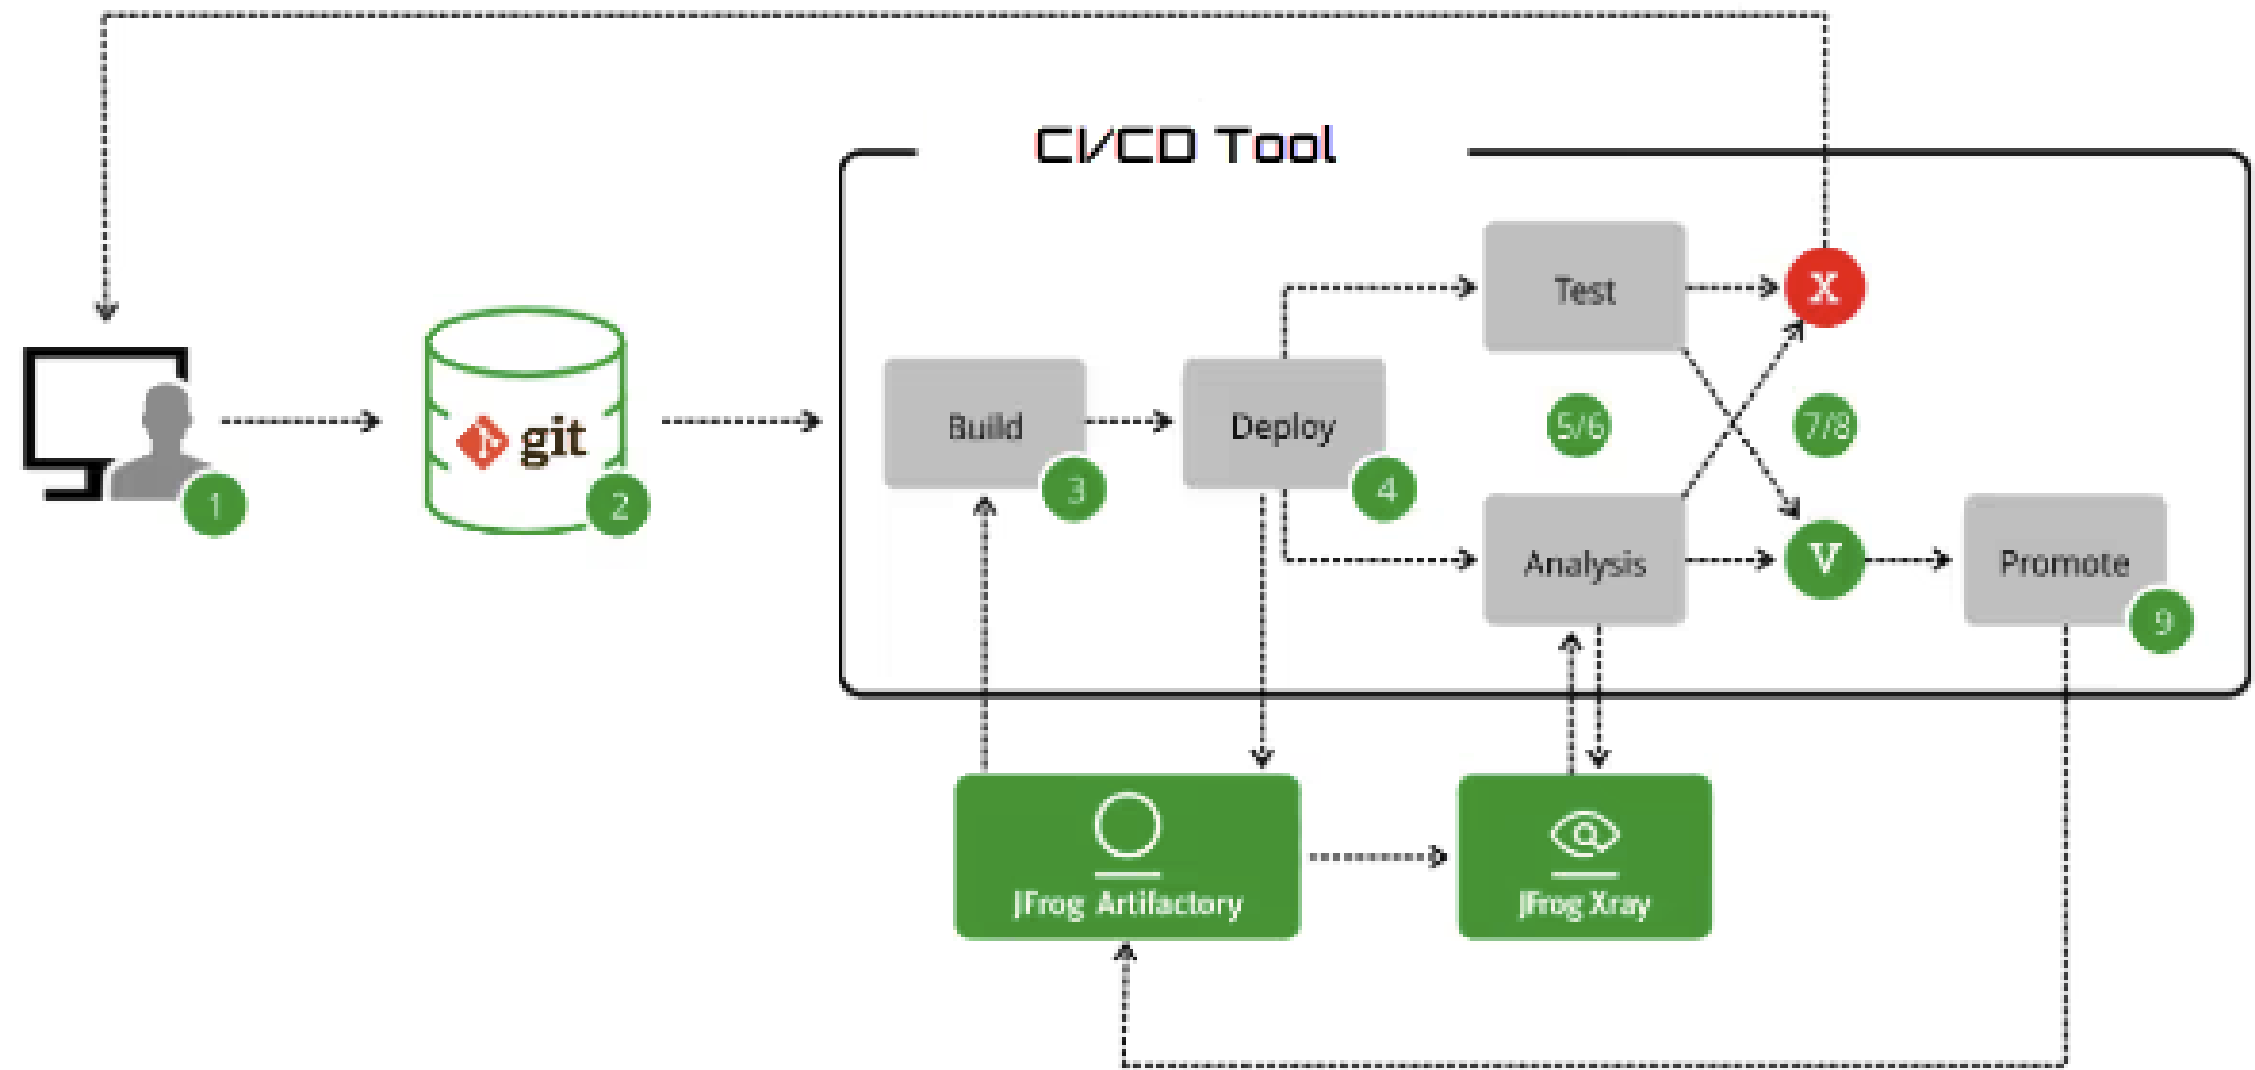 CI/CD Tool
Test
X
Build
Deploy
5/6
7/8
git
3
4
1
2
Analysis
V
Promote
9
JFrog Artifactory
JFrog Xray